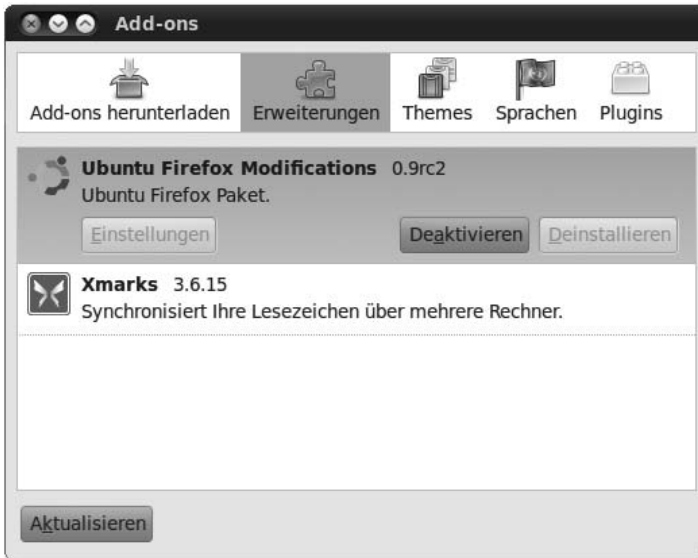 Add-ons
Add-ons herunterladen Erweiterungen Themes Sprachen Plugins
Ubuntu Firefox Modifications 0.9rc2
Ubuntu Firefox Paket.
Einstellungen Deaktivieren Deinstallieren
Xmarks 3.6.15
Synchronisiert Ihre Lesezeichen über mehrere Rechner.
Aktualisieren